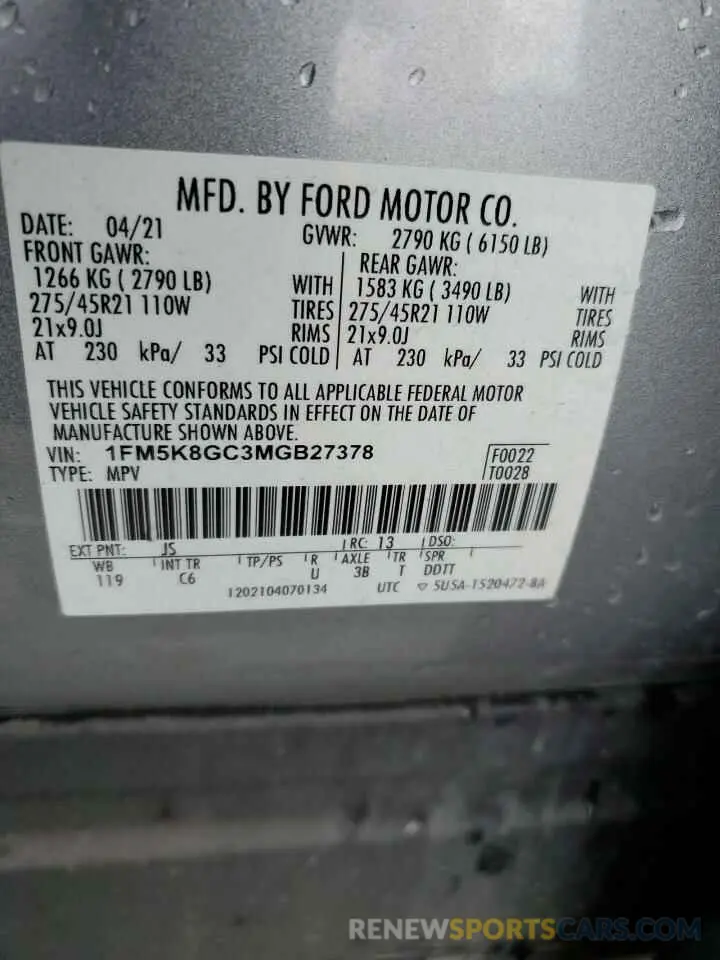 MFD. BY FORD MOTOR CO.
DATE: 04/21 GVWR: 2790 KG ( 6150 LB)
FRONT GAWR: REAR GAWR:
1266 KG ( 2790 LB) WITH 1583 KG ( 3490 LB) WITH
275/45R21 110W TIRES 275/45R21 110W TIRES
21x9.0J RIMS 21x9.0J RIMS
AT 230 kPa/ 33 PSI COLD AT 230 kPa/ 33 PSI COLD
THIS VEHICLE CONFORMS TO ALL APPLICABLE FEDERAL MOTOR
VEHICLE SAFETY STANDARDS IN EFFECT ON THE DATE OF
MANUFACTURE SHOWN ABOVE.
VIN: 1FM5K8GC3MGB27378 F0022
TYPE: MPV T0028
EXT PNT: JS RC: 13 DSO:
WB INT TR TP/PS R AXLE TR SPR
119 C6 U 3B T DDTT
1202104070134 UTC 5USA-1520472-BA
RENEWSPORTSCARS.COM